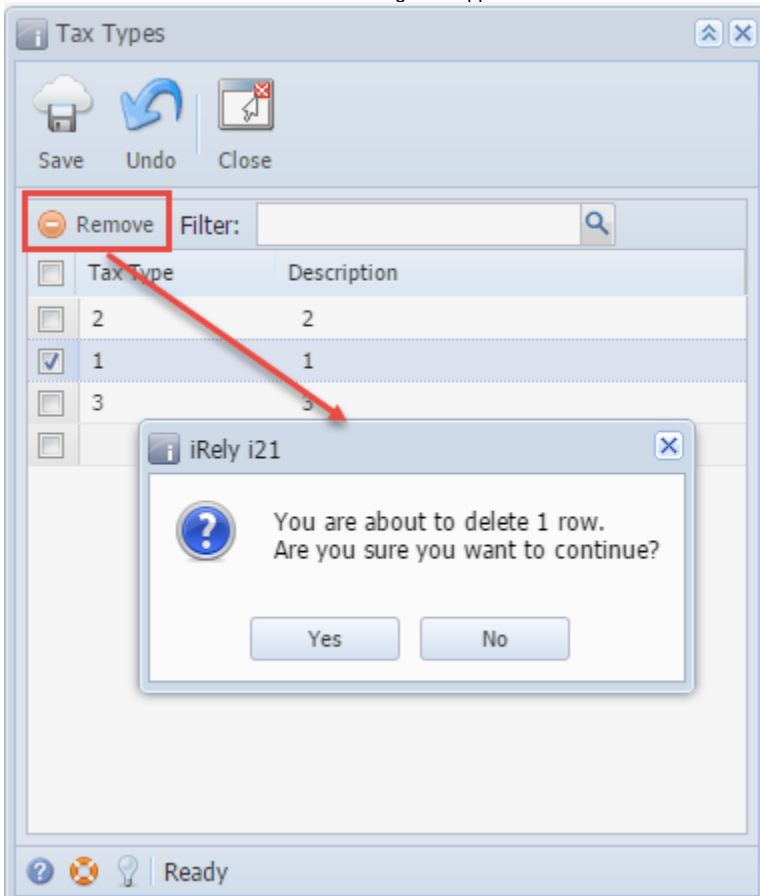 Tax Types
Save Undo Close
Remove Filter:
Tax Type Description
2 2
1 1
3 3
iRely i21
You are about to delete 1 row.
Are you sure you want to continue?
Yes No
Ready